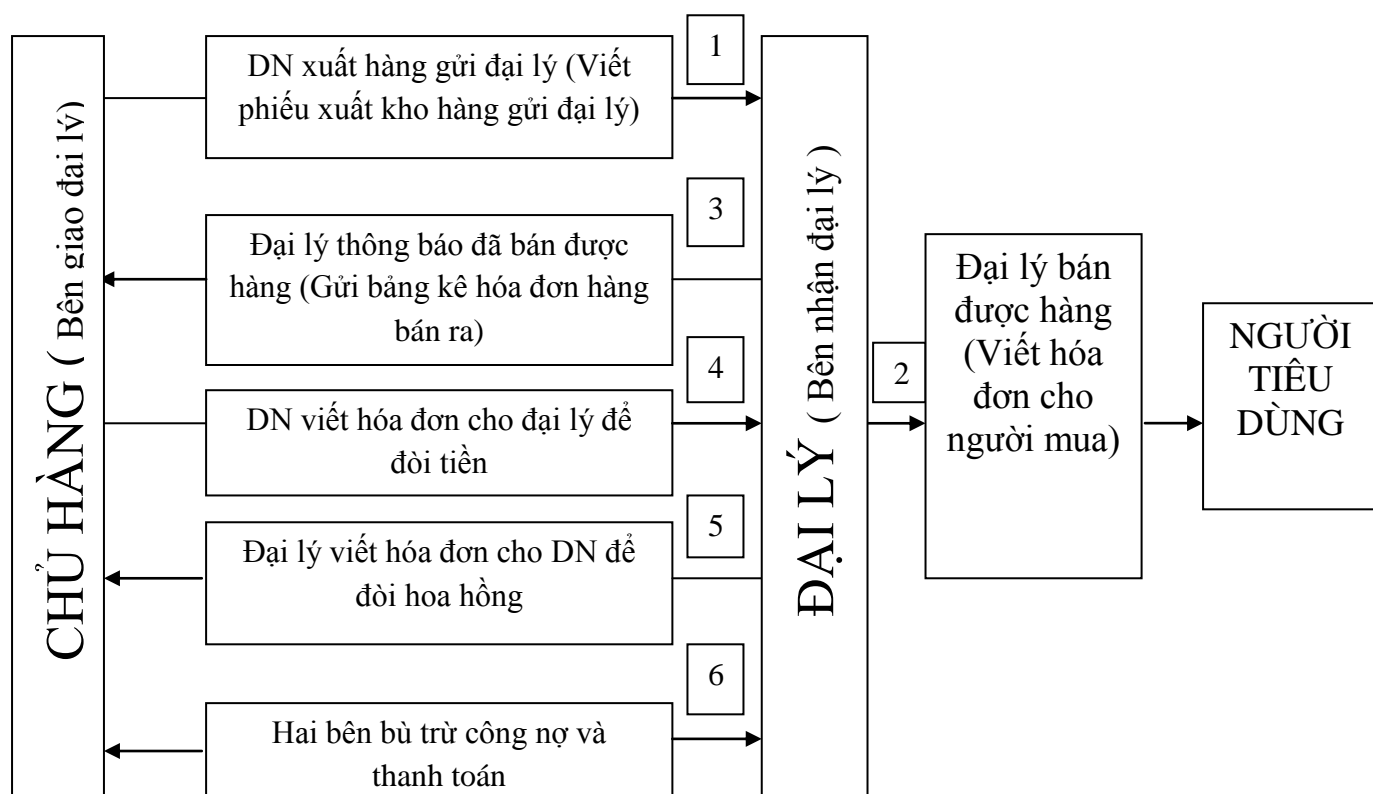 CHỦ HÀNG ( Bên giao đại lý)
1
DN xuất hàng gửi đại lý (Viết
phiếu xuất kho hàng gửi đại lý)
3
Đại lý thông báo đã bán được
hàng (Gửi bảng kê hóa đơn hàng
bán ra)
4
DN viết hóa đơn cho đại lý để
đòi tiền
5
Đại lý viết hóa đơn cho DN để
đòi hoa hồng
6
Hai bên bù trừ công nợ và
thanh toán
ĐẠI LÝ ( Bên nhận đại lý )
2
Đại lý bán
được hàng
(Viết hóa
đơn cho
người mua)
NGƯỜI
TIÊU
DÙNG